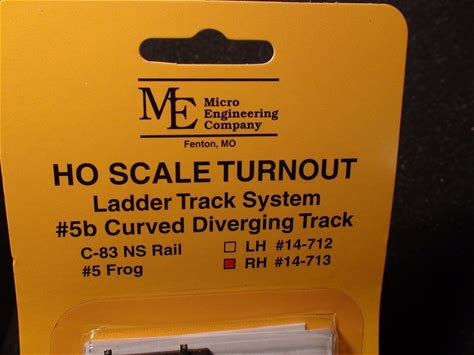 ME Micro
Engineering
Company
Fenton, MO
HO SCALE TURNOUT
Ladder Track System
#5b Curved Diverging Track
C-83 NS Rail LH #14-712
#5 Frog RH #14-713